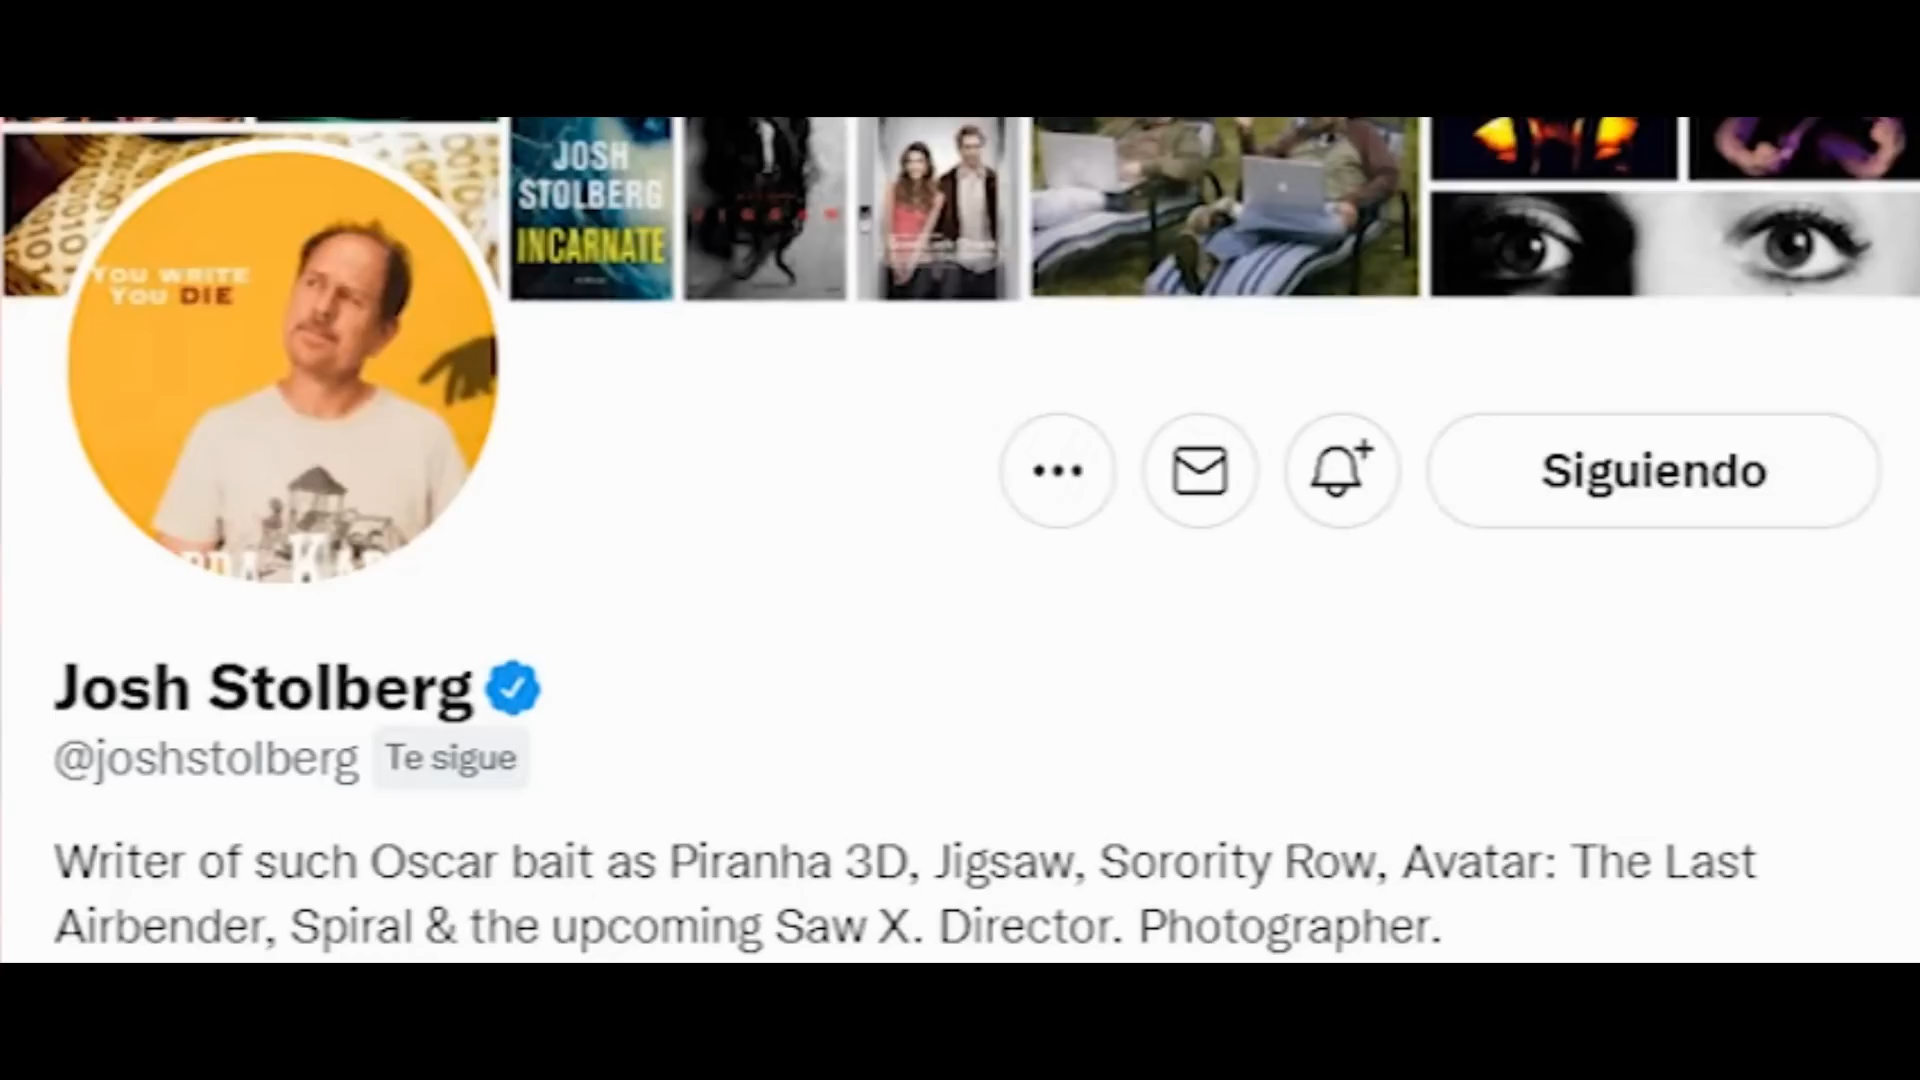 JOSH
STOLBERG
INCARNATE
YOU WRITE
YOU DIE
Siguiendo
Josh Stolberg
@joshstolberg Te sigue
Writer of such Oscar bait as Piranha 3D, Jigsaw, Sorority Row, Avatar: The Last
Airbender, Spiral & the upcoming Saw X. Director. Photographer.